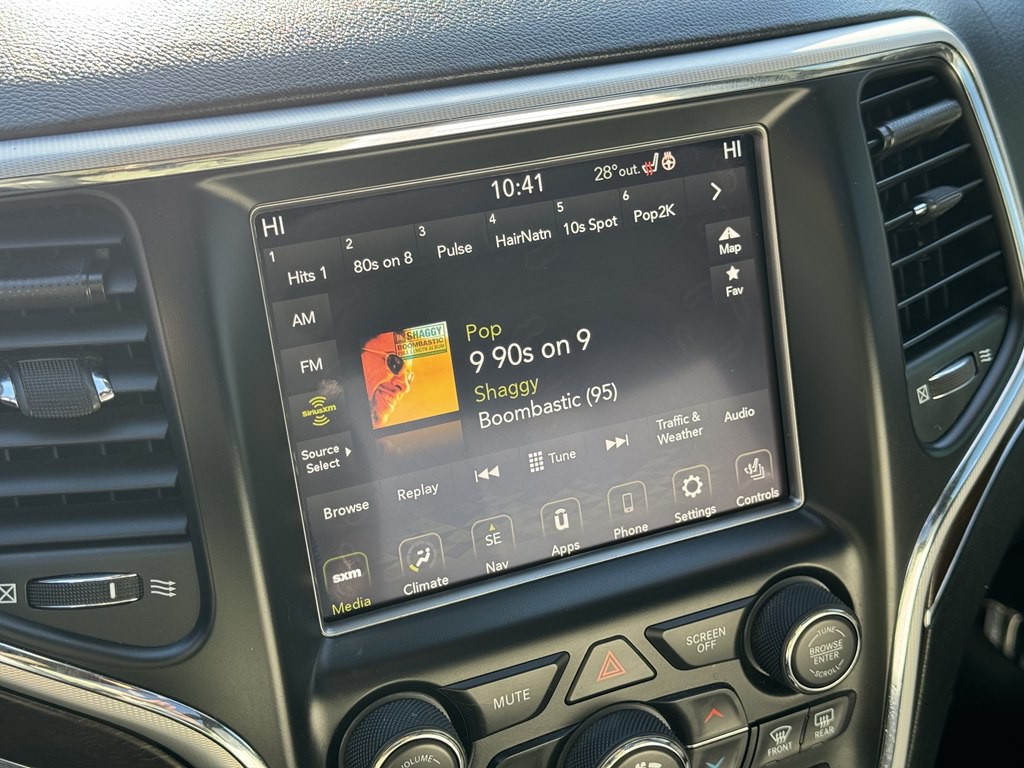 10:41
28°out.
HI
HI
1 Hits 1
2 80s on 8
3 Pulse
4 HairNatn
5 10s Spot
6 Pop2K
Map
Fav
AM
FM
SiriusXM
Source
Select
SHAGGY
BOOMBASTIC
FULL LENGTH ALBUM
Pop
9 90s on 9
Shaggy
Boombastic (95)
Browse
Replay
Tune
Traffic &
Weather
Audio
sxm
Media
Climate
SE
Nav
Apps
Phone
Settings
Controls
MUTE
SCREEN
OFF
TUNE
BROWSE
ENTER
SCROLL
VOLUME
FRONT
REAR